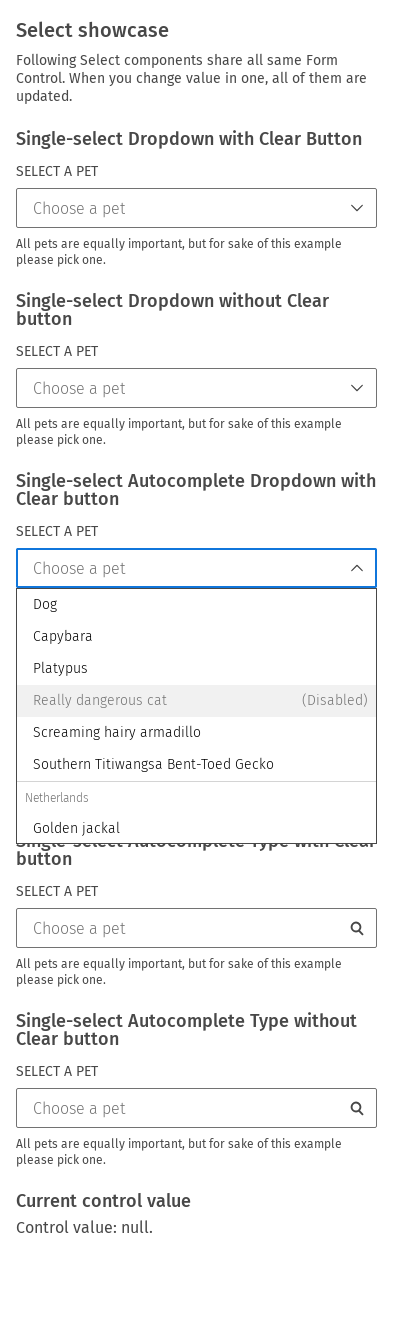 Select showcase
Following Select components share all same Form
Control. When you change value in one, all of them are
updated.
Single-select Dropdown with Clear Button
SELECT A PET
Choose a pet
All pets are equally important, but for sake of this example
please pick one.
Single-select Dropdown without Clear
button
SELECT A PET
Choose a pet
All pets are equally important, but for sake of this example
please pick one.
Single-select Autocomplete Dropdown with
Clear button
SELECT A PET
Choose a pet
Dog
Capybara
Platypus
Really dangerous cat (Disabled)
Screaming hairy armadillo
Southern Titiwangsa Bent-Toed Gecko
Netherlands
Golden jackal
Single-select Autocomplete Type with Clear
button
SELECT A PET
Choose a pet
All pets are equally important, but for sake of this example
please pick one.
Single-select Autocomplete Type without
Clear button
SELECT A PET
Choose a pet
All pets are equally important, but for sake of this example
please pick one.
Current control value
Control value: null.